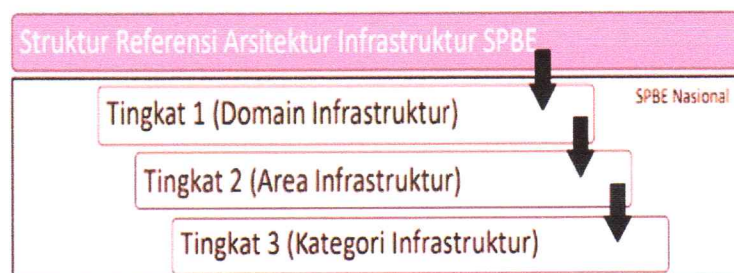 Struktur Referensi Arsitektur Infrastruktur SPBE
SPBE Nasional
Tingkat 1 (Domain Infrastruktur)
Tingkat 2 (Area Infrastruktur)
Tingkat 3 (Kategori Infrastruktur)